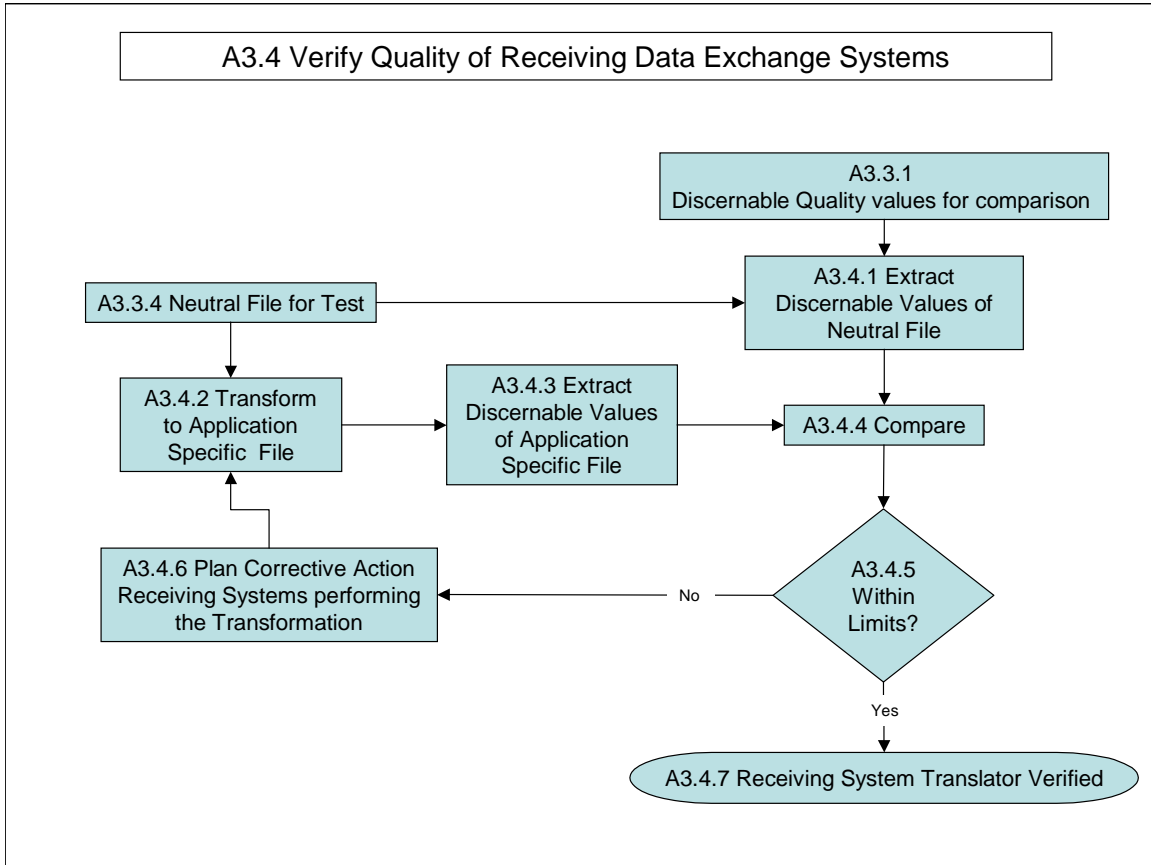 A3.4 Verify Quality of Receiving Data Exchange Systems
A3.3.1
Discernable Quality values for comparison
A3.4.1 Extract
Discernable Values of
Neutral File
A3.3.4 Neutral File for Test
A3.4.2 Transform
to Application
Specific File
A3.4.3 Extract
Discernable Values
of Application
Specific File
A3.4.4 Compare
A3.4.5
Within
Limits?
No
A3.4.6 Plan Corrective Action
Receiving Systems performing
the Transformation
Yes
A3.4.7 Receiving System Translator Verified